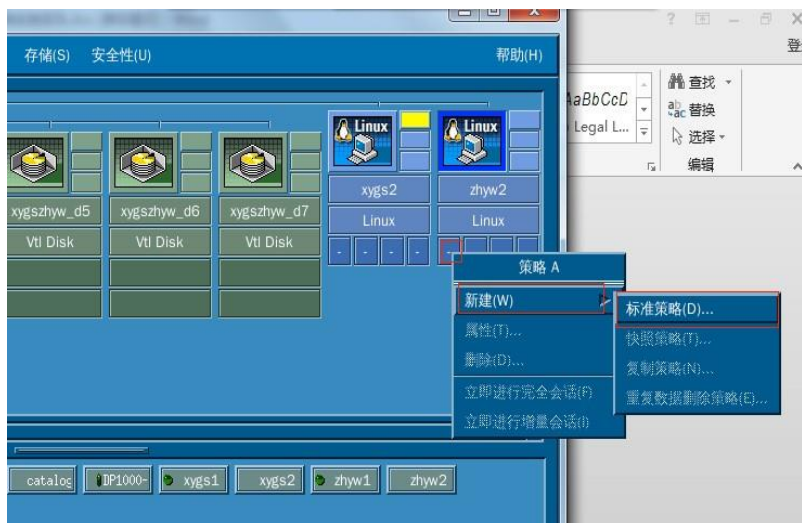 存储(S) 安全性(U) 帮助(H)
登
AaBbCcD
Legal L...
查找
替换
选择
编辑
Linux Linux
xygszhyw_d5 xygszhyw_d6 xygszhyw_d7 xygs2 zhyw2
Vtl Disk Vtl Disk Vtl Disk Linux Linux
- - - - -
策略 A
新建(W)
属性(T)...
删除(D)...
立即进行完全会话(F)
立即进行增量会话(I)
标准策略(D)...
快照策略(T)...
复制策略(N)...
重复数据删除策略(E)...
catalog DP1000- xygs1 xygs2 zhyw1 zhyw2